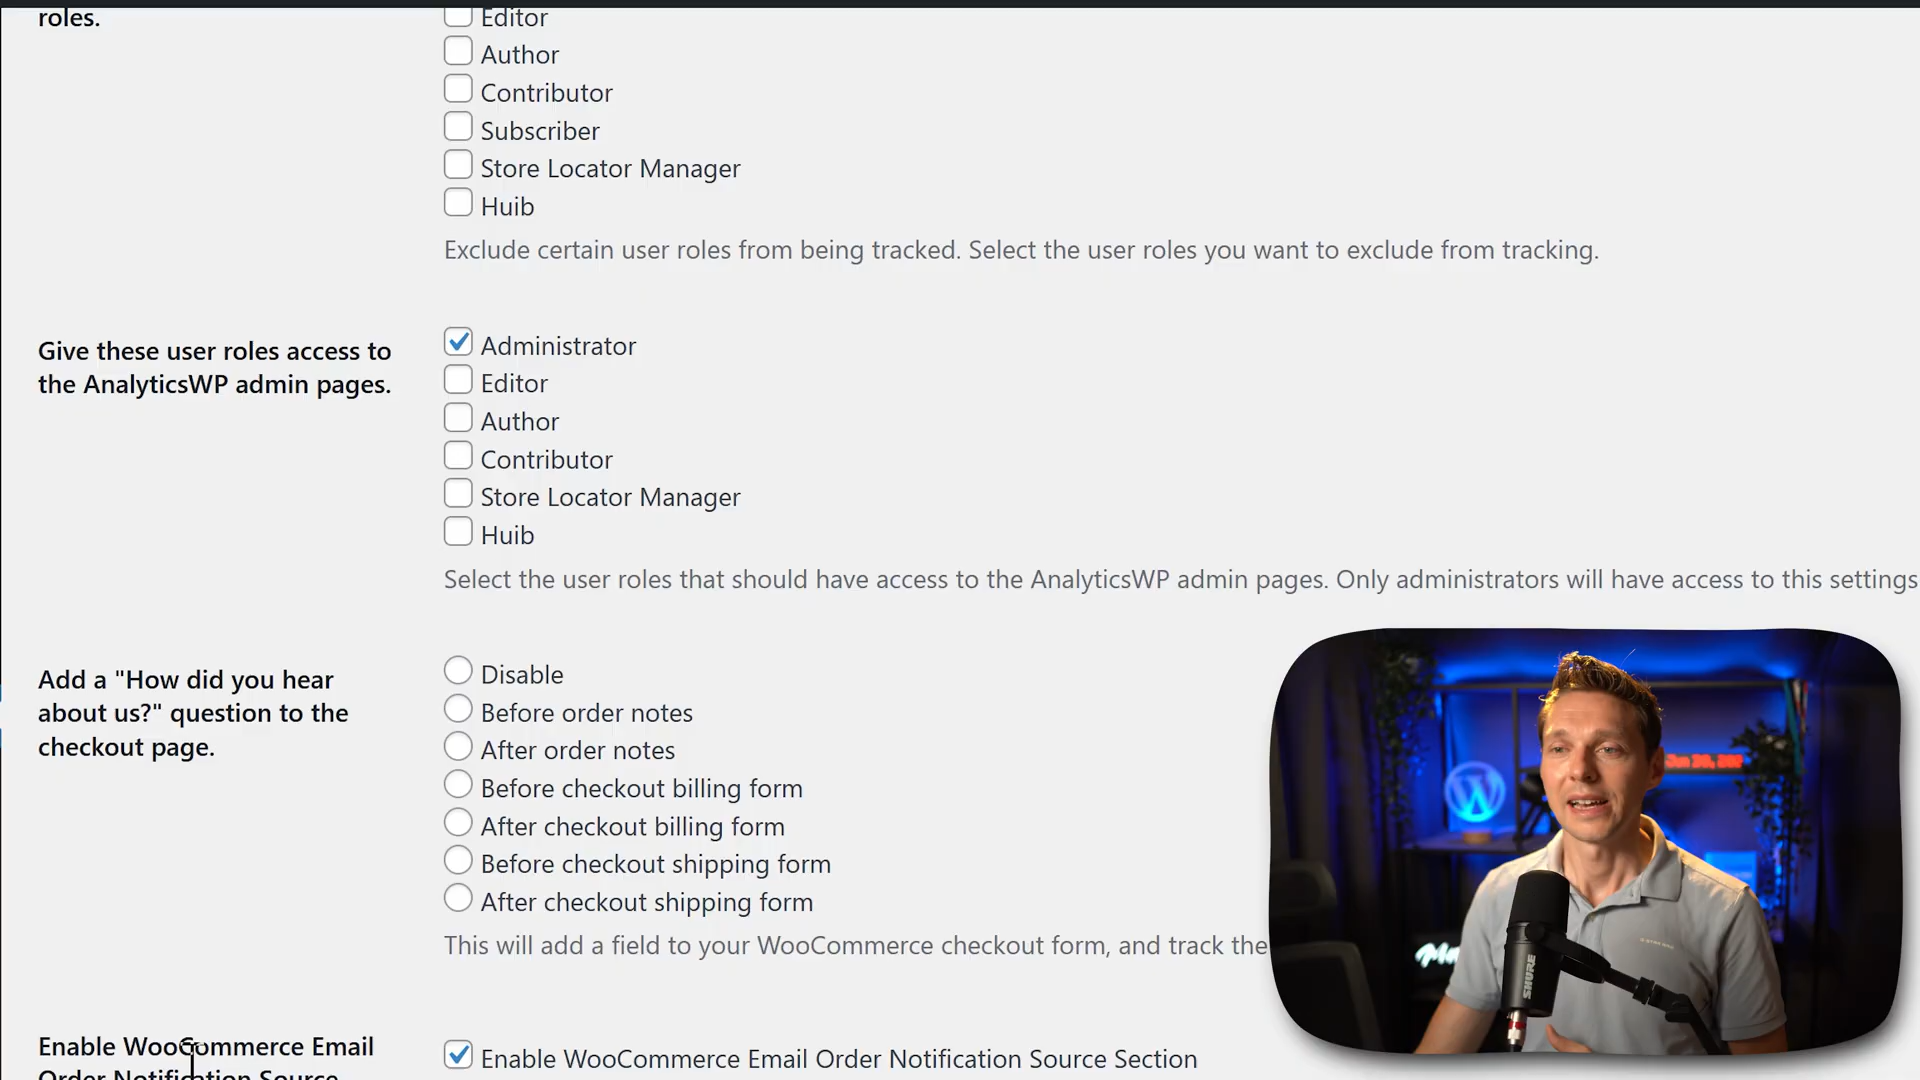 roles.
Editor
Author
Contributor
Subscriber
Store Locator Manager
Huib
Exclude certain user roles from being tracked. Select the user roles you want to exclude from tracking.
Give these user roles access to
the AnalyticsWP admin pages.
Administrator
Editor
Author
Contributor
Store Locator Manager
Huib
Select the user roles that should have access to the AnalyticsWP admin pages. Only administrators will have access to this settings
Add a "How did you hear
about us?" question to the
checkout page.
Disable
Before order notes
After order notes
Before checkout billing form
After checkout billing form
Before checkout shipping form
After checkout shipping form
This will add a field to your WooCommerce checkout form, and track the
Enable WooCommerce Email
Order Notification Source
Enable WooCommerce Email Order Notification Source Section
SHURE